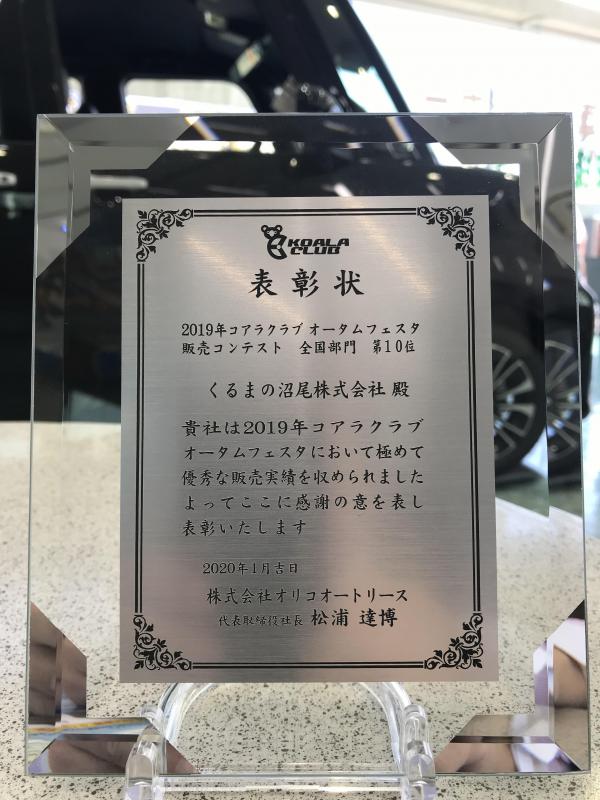 KOALA
CLUB
表彰状
2019年コアラクラブ オータムフェスタ
販売コンテスト 全国部門 第10位
くるまの沼尾株式会社 殿
貴社は2019年コアラクラブ
オータムフェスタにおいて極めて
優秀な販売実績を収められました
よってここに感謝の意を表し
表彰いたします
2020年1月吉日
株式会社オリコオートリース
代表取締役社長 松浦 達博